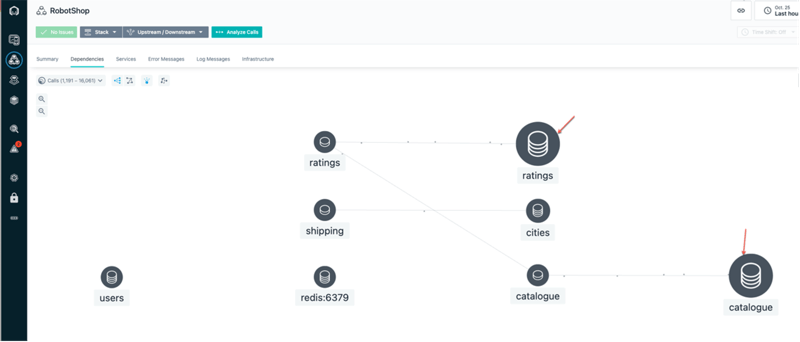 RobotShop
Oct. 25
Last hou
No Issues
Stack
Upstream / Downstream
Analyze Calls
Time Shift: Off
Summary
Dependencies
Services
Error Messages
Log Messages
Infrastructure
Calls (1,191 - 16,061)
ratings
ratings
shipping
cities
users
redis:6379
catalogue
catalogue